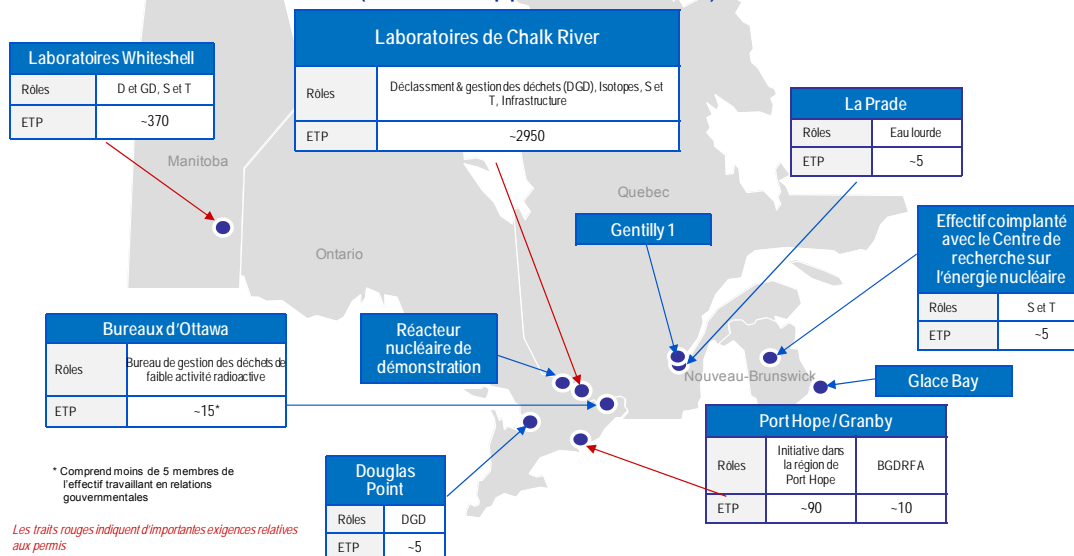 Laboratoires de Chalk River
Rôles
Déclassment & gestion des déchets (DGD), Isotopes, S et
T, Infrastructure
ETP
~2950
Laboratoires Whiteshell
Rôles
D et GD, S et T
ETP
~370
La Prade
Rôles
Eau lourde
ETP
~5
Manitoba
Ontario
Quebec
Gentilly 1
Effectif coimplanté
avec le Centre de
recherche sur
l'énergie nucléaire
Rôles
S et T
ETP
~5
Bureaux d'Ottawa
Rôles
Bureau de gestion des déchets de
faible activité radioactive
ETP
~15*
Réacteur
nucléaire de
démonstration
Nouveau-Brunswick
Glace Bay
Port Hope / Granby
Rôles
Initiative dans
la région de
Port Hope
BGDRFA
ETP
~90
~10
Douglas
Point
Rôles
DGD
ETP
~5
* Comprend moins de 5 membres de
l'effectif travaillant en relations
gouvernementales
Les traits rouges indiquent d'importantes exigences relatives
aux permis